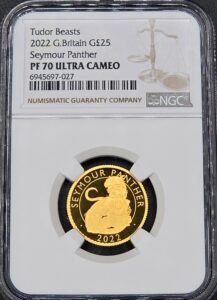 Tudor Beasts
2022 G.Britain G£25
Seymour Panther
PF 70 ULTRA CAMEO
6945697-027
NUMISMATIC GUARANTY COMPANY
NGC
SEYMOUR PANTHER
2022